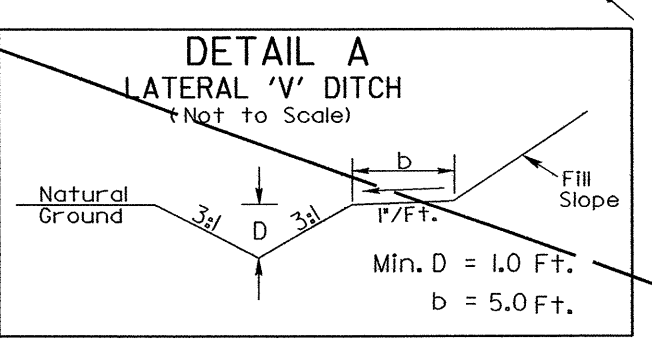 DETAIL A
LATERAL 'V' DITCH
(Not to Scale)
b
Natural
Ground
3:1
D
3:1
1"/Ft.
Fill
Slope
Min. D = 1.0 Ft.
b = 5.0 Ft.